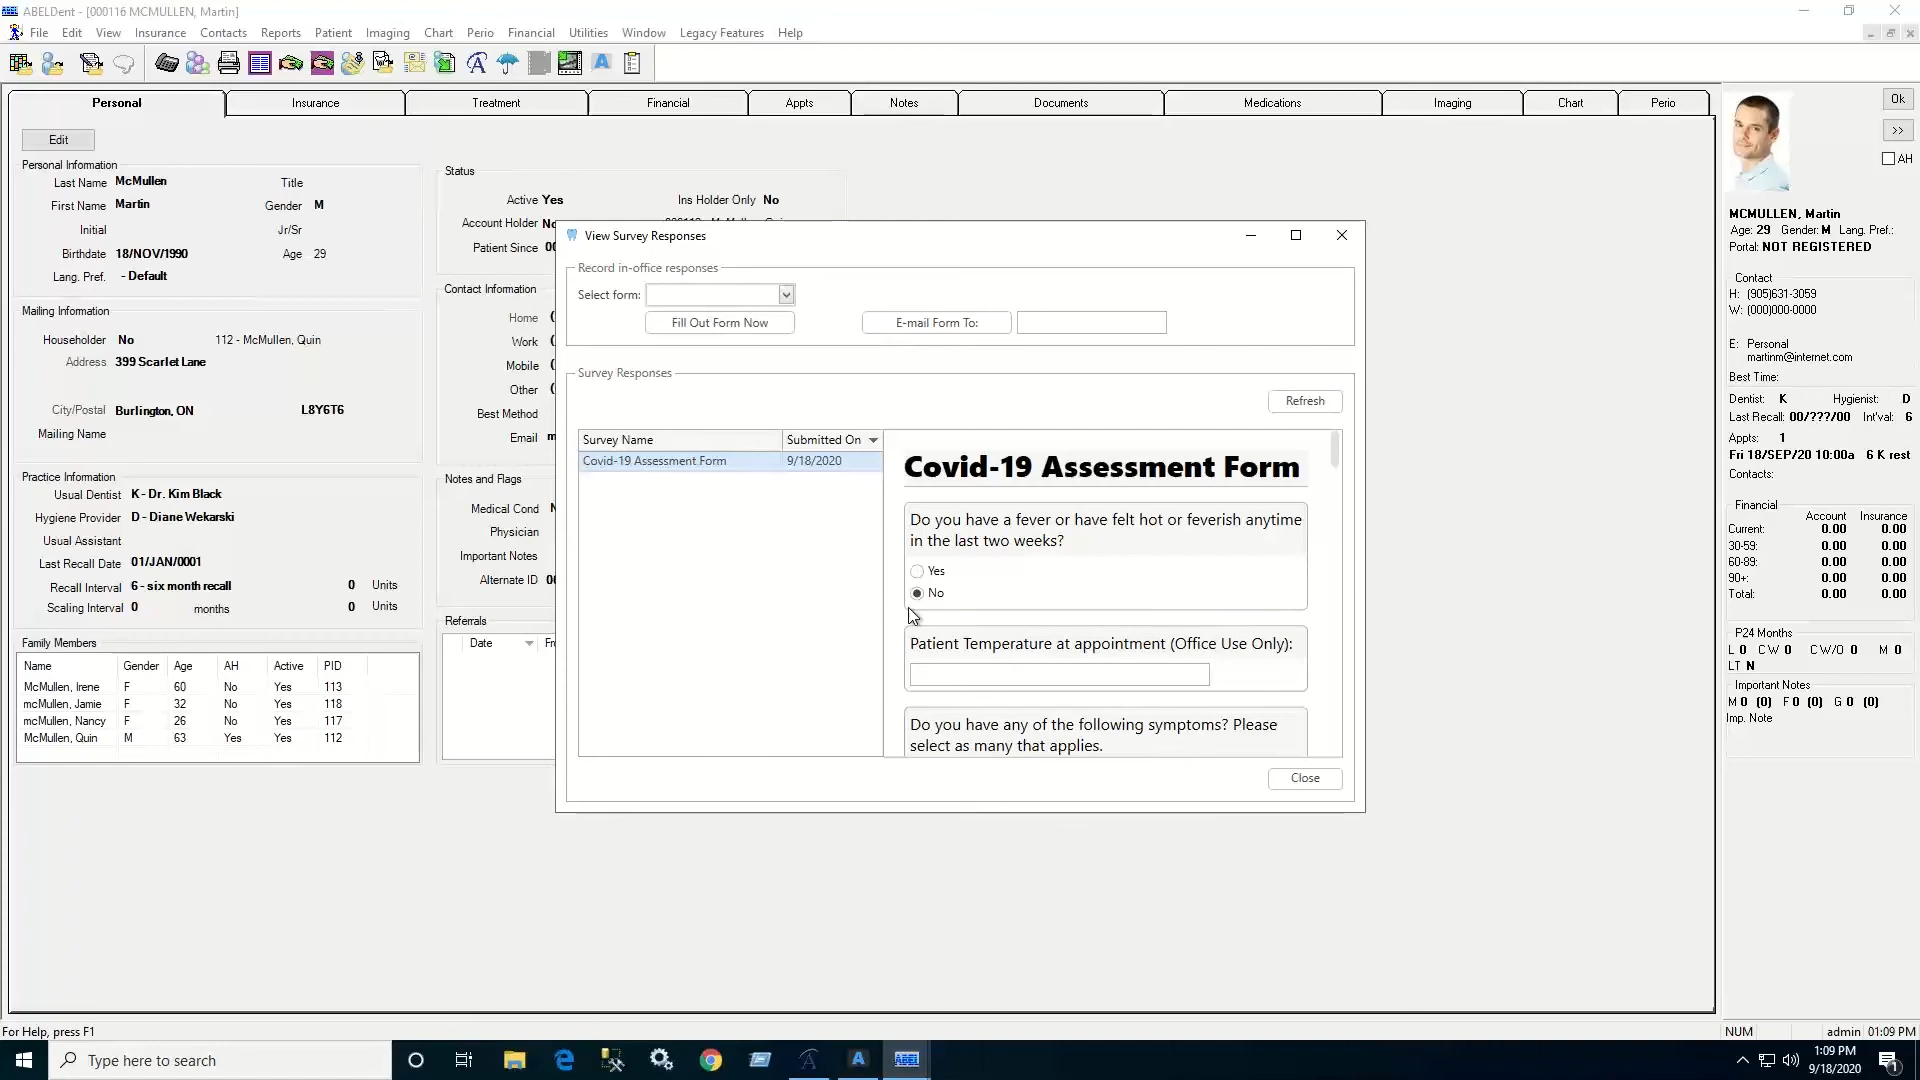 ABELDent - [000116 MCMULLEN, Martin]
File Edit View Insurance Contacts Reports Patient Imaging Chart Perio Financial Utilities Window Legacy Features Help
Personal Insurance Treatment Financial Appts Notes Documents Medications Imaging Chart Perio
Edit
Personal Information
Last Name McMullen Title
First Name Martin Gender M
Initial Jr/Sr
Birthdate 18/NOV/1990 Age 29
Lang. Pref. - Default
Mailing Information
Householder No 112 - McMullen, Quin
Address 399 Scarlet Lane
City/Postal Burlington, ON L8Y6T6
Mailing Name
Practice Information
Usual Dentist K - Dr. Kim Black
Hygiene Provider D - Diane Wekarski
Usual Assistant
Last Recall Date 01/JAN/0001
Recall Interval 6 - six month recall 0 Units
Scaling Interval 0 months 0 Units
Family Members
Name Gender Age AH Active PID
McMullen, Irene F 60 No Yes 113
mcMullen, Jamie F 32 No Yes 118
mcMullen, Nancy F 26 No Yes 117
McMullen, Quin M 63 Yes Yes 112
Status
Active Yes Ins Holder Only No
Account Holder No
Patient Since 00
Contact Information
Home (
Work (
Mobile (
Other (
Best Method
Email m
Notes and Flags
Medical Cond N
Physician
Important Notes
Alternate ID 00
Referrals
Date Fr
View Survey Responses
Record in-office responses
Select form:
Fill Out Form Now E-mail Form To:
Survey Responses
Refresh
Survey Name Submitted On
Covid-19 Assessment Form 9/18/2020
Covid-19 Assessment Form
Do you have a fever or have felt hot or feverish anytime
in the last two weeks?
Yes
No
Patient Temperature at appointment (Office Use Only):
Do you have any of the following symptoms? Please
select as many that applies.
Close
Ok
>>
AH
MCMULLEN, Martin
Age: 29 Gender: M Lang. Pref.:
Portal: NOT REGISTERED
Contact
H: (905)631-3059
W: (000)000-0000
E: Personal
martinm@internet.com
Best Time:
Dentist: K Hygienist: D
Last Recall: 00/???/00 Int'val: 6
Appts: 1
Fri 18/SEP/20 10:00a 6 K rest
Contacts:
Financial
Account Insurance
Current: 0.00 0.00
30-59: 0.00 0.00
60-89: 0.00 0.00
90+: 0.00 0.00
Total: 0.00 0.00
P24 Months
L 0 C W 0 C W/O 0 M 0
LT N
Important Notes
M 0 (0) F 0 (0) G 0 (0)
Imp. Note
For Help, press F1
NUM admin 01:09 PM
Type here to search
ABEL
1:09 PM
9/18/2020
1